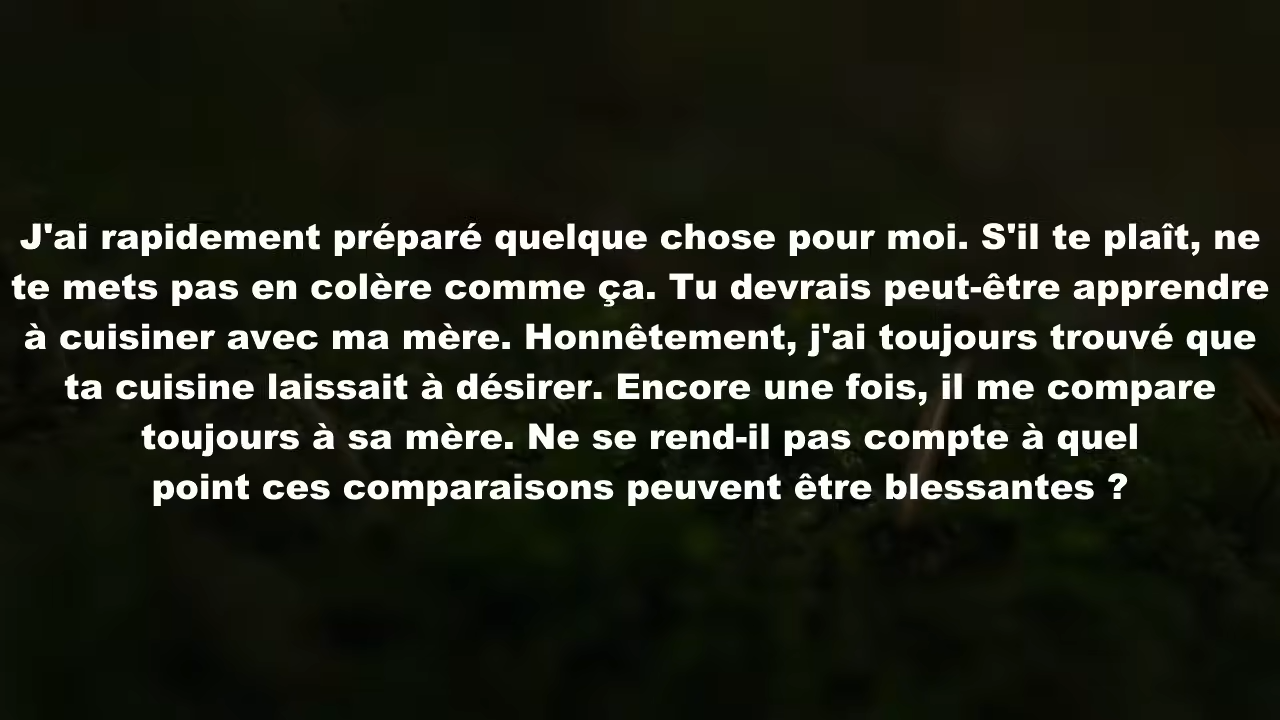 J'ai rapidement préparé quelque chose pour moi. S'il te plaît, ne
te mets pas en colère comme ça. Tu devrais peut-être apprendre
à cuisiner avec ma mère. Honnêtement, j'ai toujours trouvé que
ta cuisine laissait à désirer. Encore une fois, il me compare
toujours à sa mère. Ne se rend-il pas compte à quel
point ces comparaisons peuvent être blessantes ?